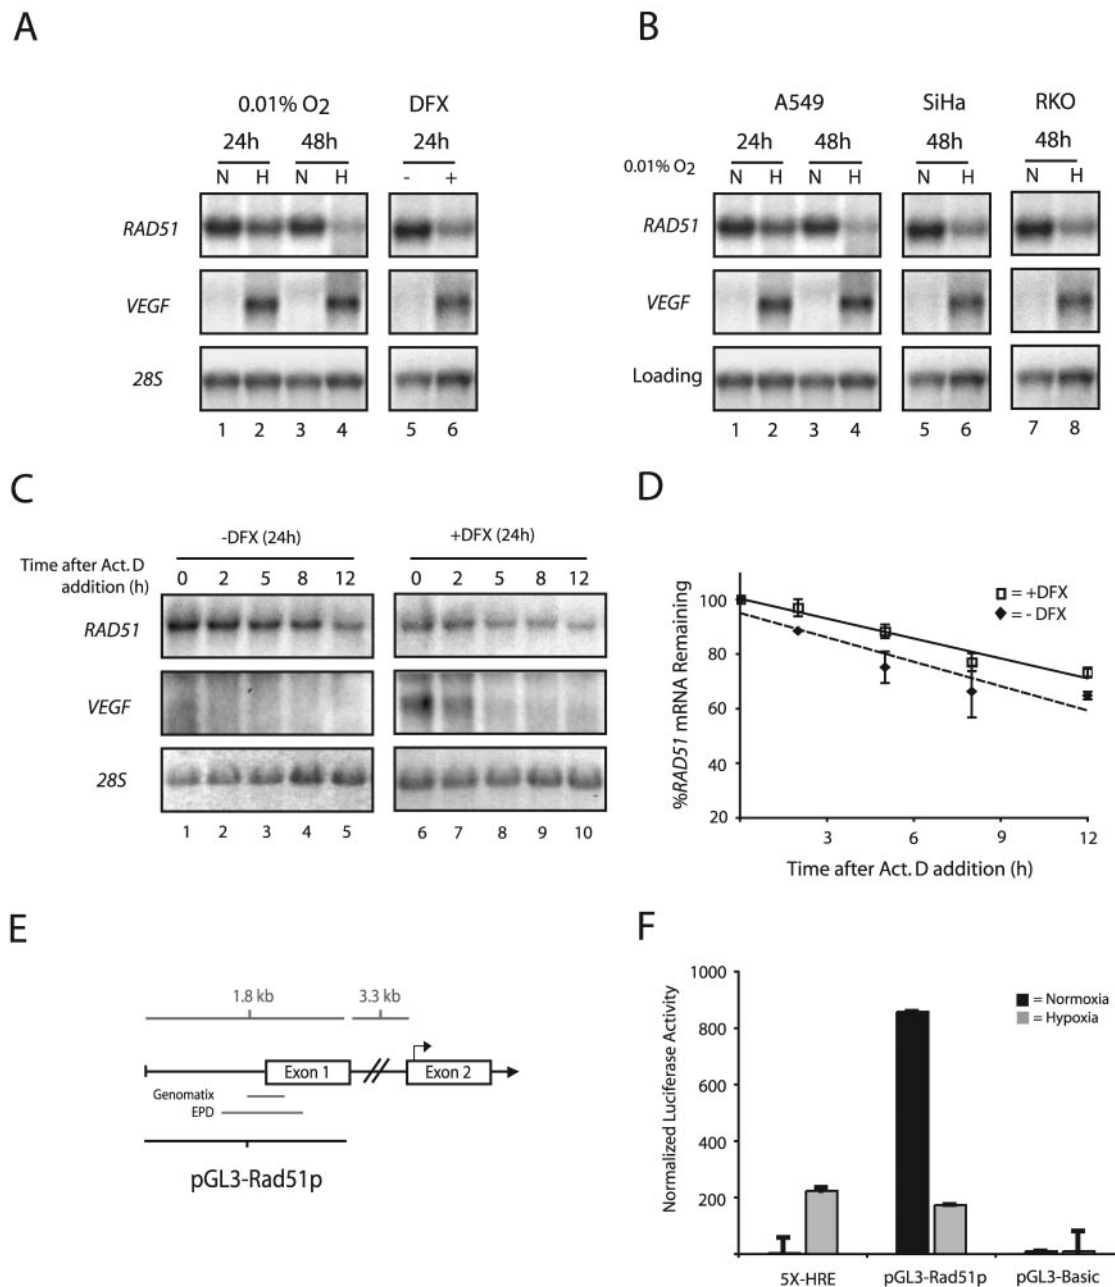 A
0.01% O2 DFX
24h 48h 24h
N H N H - +
RAD51
VEGF
28S
1 2 3 4 5 6
B
A549 SiHa RKO
24h 48h 48h 48h
0.01% O2 N H N H N H N H
RAD51
VEGF
Loading
1 2 3 4 5 6 7 8
C
-DFX (24h) +DFX (24h)
Time after Act. D
addition (h) 0 2 5 8 12 0 2 5 8 12
RAD51
VEGF
28S
1 2 3 4 5 6 7 8 9 10
D
%RAD51 mRNA Remaining
100
80
60
40
20
3 6 9 12
Time after Act. D addition (h)
= +DFX
= - DFX
E
1.8 kb 3.3 kb
Exon 1 Exon 2
Genomatix
EPD
pGL3-Rad51p
F
Normalized Luciferase Activity
1000
800
600
400
200
= Normoxia
= Hypoxia
5X-HRE pGL3-Rad51p pGL3-Basic